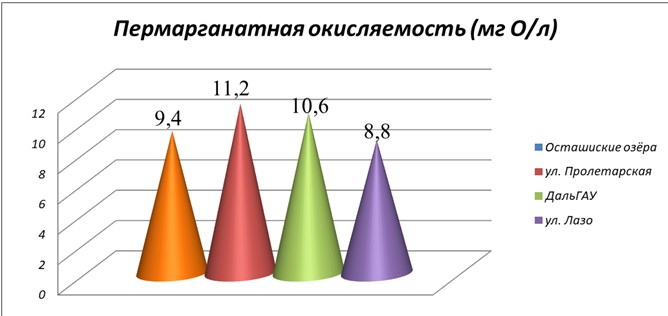 Пермарганатная окисляемость (мг О/л)
12
10
8
6
4
2
0
9,4
11,2
10,6
8,8
Осташиские озёра
ул. Пролетарская
ДальГАУ
ул. Лазо